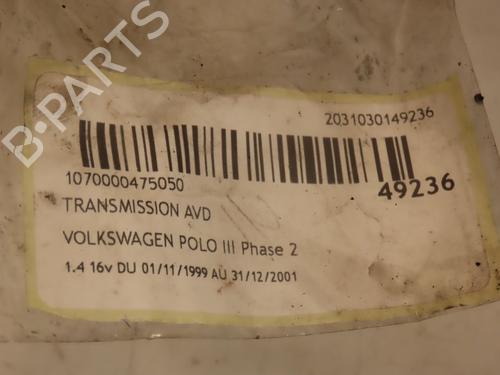 B-PARTS
2031030149236
1070000475050
49236
TRANSMISSION AVD
VOLKSWAGEN POLO III Phase 2
1.4 16v DU 01/11/1999 AU 31/12/2001